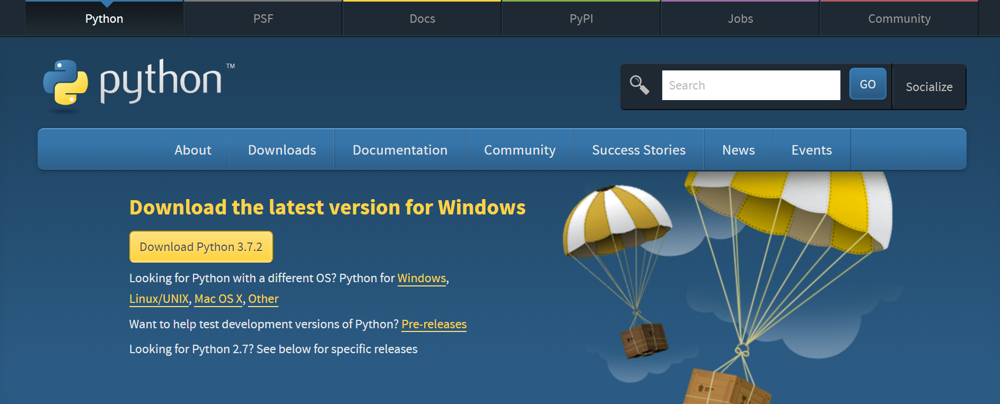 Python PSF Docs PyPI Jobs Community
python™
Search GO Socialize
About Downloads Documentation Community Success Stories News Events
Download the latest version for Windows
Download Python 3.7.2
Looking for Python with a different OS? Python for Windows,
Linux/UNIX, Mac OS X, Other
Want to help test development versions of Python? Pre-releases
Looking for Python 2.7? See below for specific releases